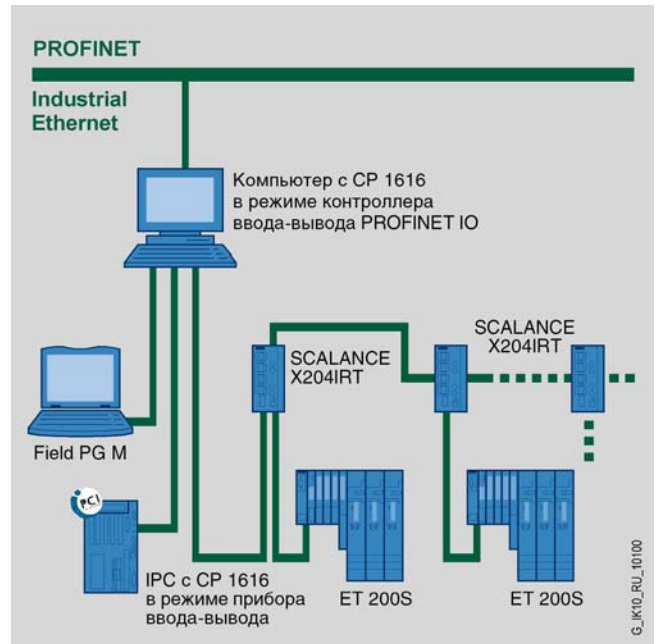 PROFINET
Industrial
Ethernet
Компьютер с CP 1616
в режиме контроллера
ввода-вывода PROFINET IO
SCALANCE
X204IRT
SCALANCE
X204IRT
Field PG M
PCI
IPC с CP 1616
в режиме прибора
ввода-вывода
ET 200S
ET 200S
G_IK10_RU_10100